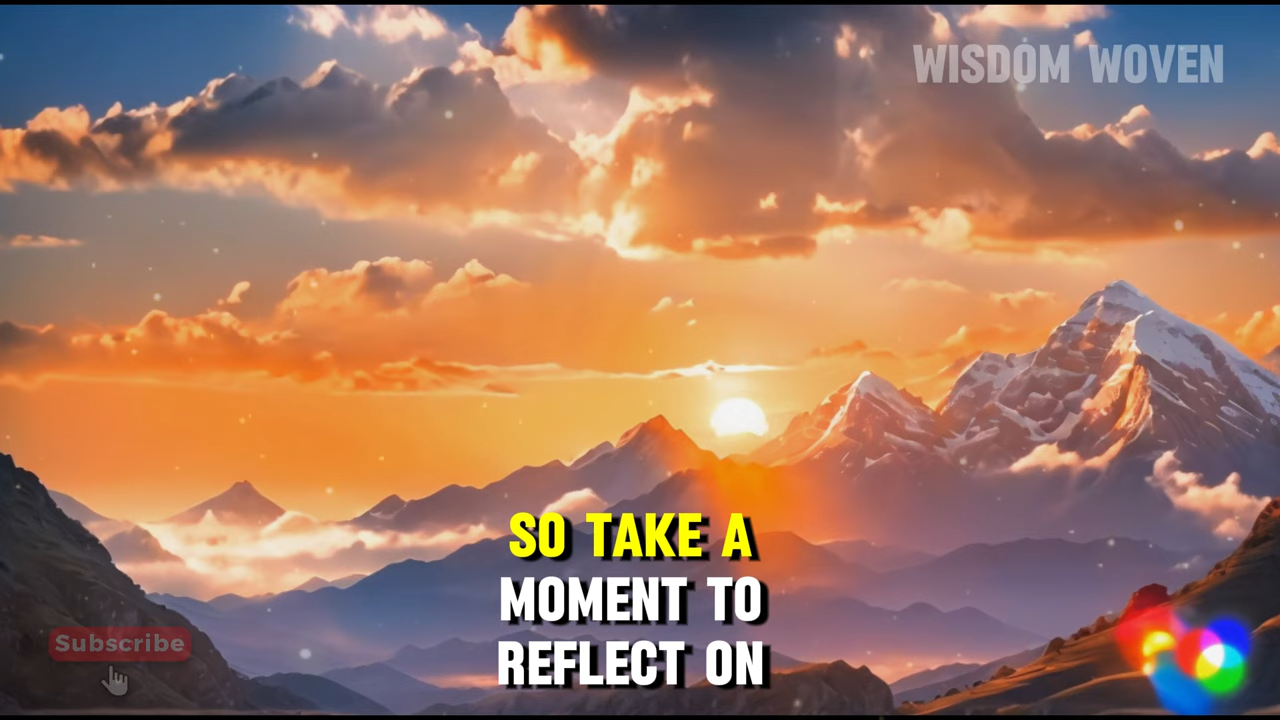 WISDOM WOVEN
SO TAKE A
MOMENT TO
REFLECT ON
Subscribe